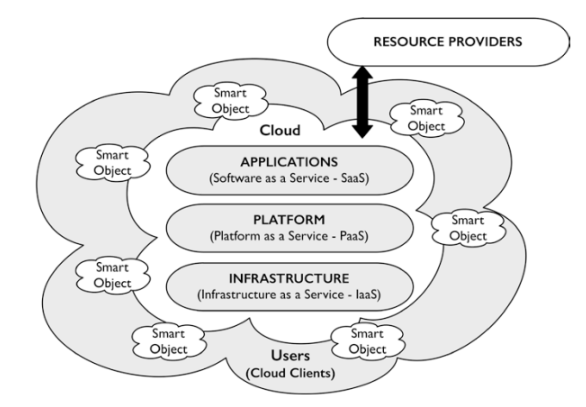 RESOURCE PROVIDERS
Smart
Object
Smart
Object
Cloud
Smart
Object
APPLICATIONS
(Software as a Service - SaaS)
PLATFORM
(Platform as a Service - PaaS)
Smart
Object
Smart
Object
INFRASTRUCTURE
(Infrastructure as a Service - IaaS)
Smart
Object
Smart
Object
Users
(Cloud Clients)